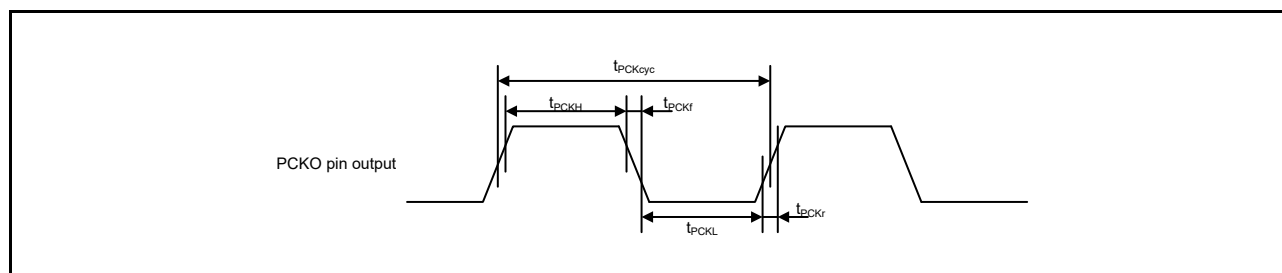 tPCKcyc
tPCKH
tPCKf
PCKO pin output
tPCKr
tPCKL